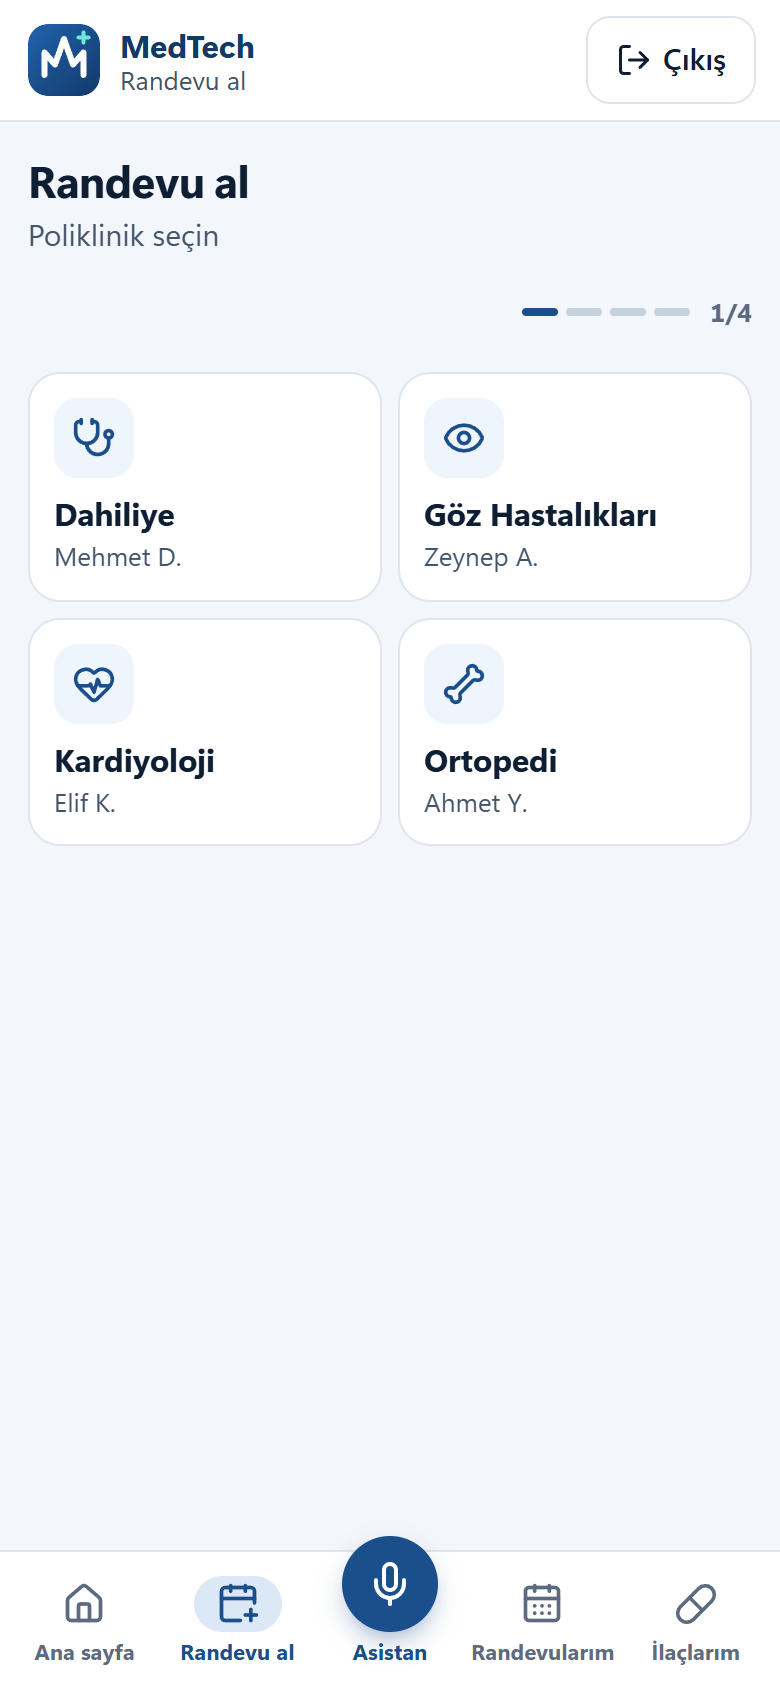 MedTech
Randevu al
Çıkış
Randevu al
Poliklinik seçin
1/4
Dahiliye
Mehmet D.
Göz Hastalıkları
Zeynep A.
Kardiyoloji
Elif K.
Ortopedi
Ahmet Y.
Ana sayfa
Randevu al
Asistan
Randevularım
İlaçlarım